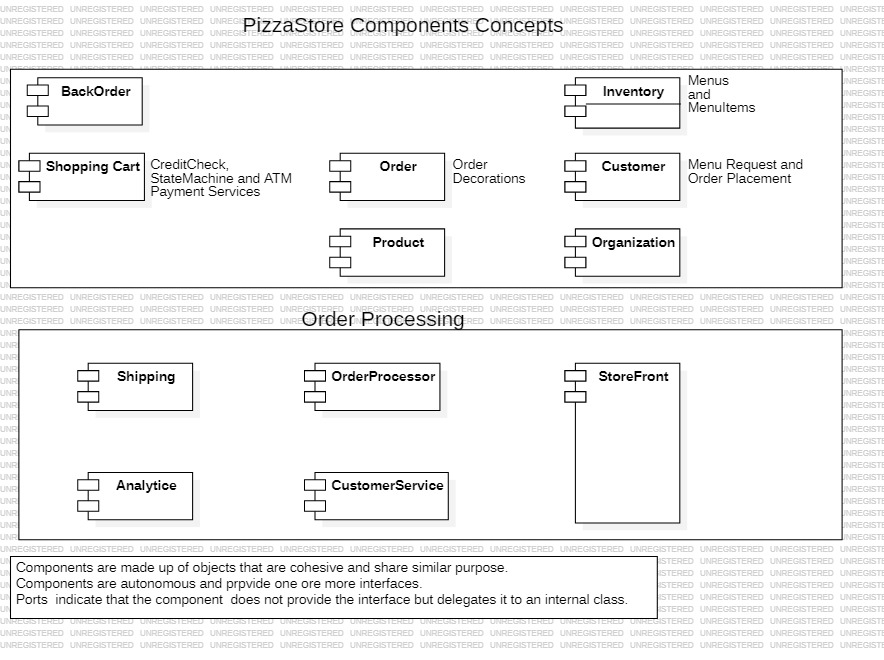 PizzaStore Components Concepts
BackOrder
Inventory
Menus
and
MenuItems
Shopping Cart
CreditCheck,
StateMachine and ATM
Payment Services
Order
Order
Decorations
Customer
Menu Request and
Order Placement
Product
Organization
Order Processing
Shipping
OrderProcessor
StoreFront
Analytice
CustomerService
Components are made up of objects that are cohesive and share similar purpose.
Components are autonomous and prpvide one ore more interfaces.
Ports indicate that the component does not provide the interface but delegates it to an internal class.
UNREGISTERED